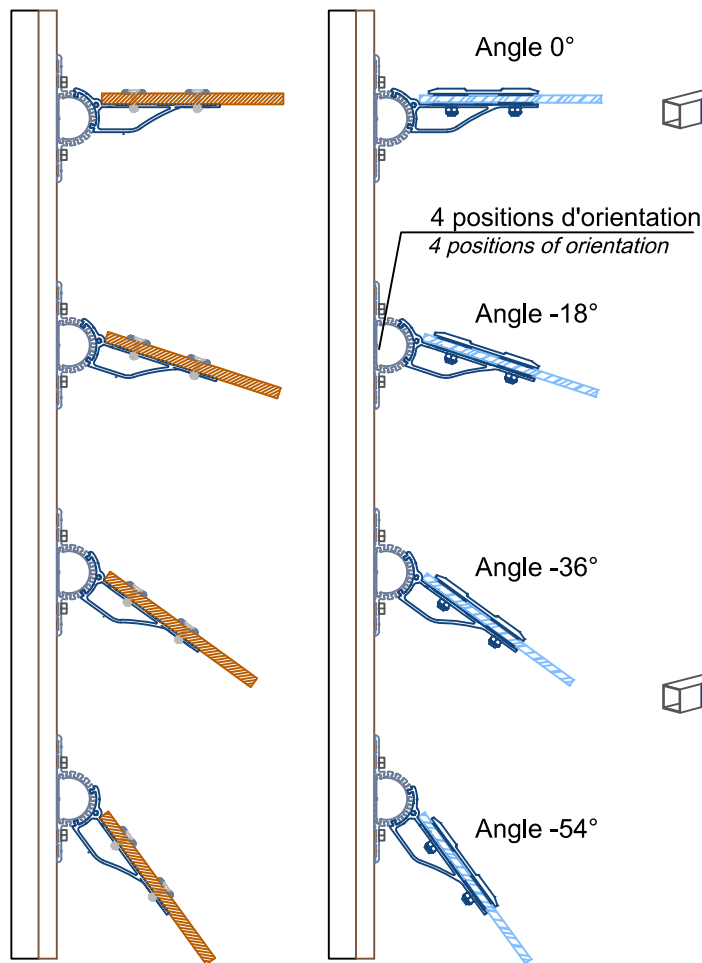 Angle 0°
4 positions d'orientation
4 positions of orientation
Angle -18°
Angle -36°
Angle -54°